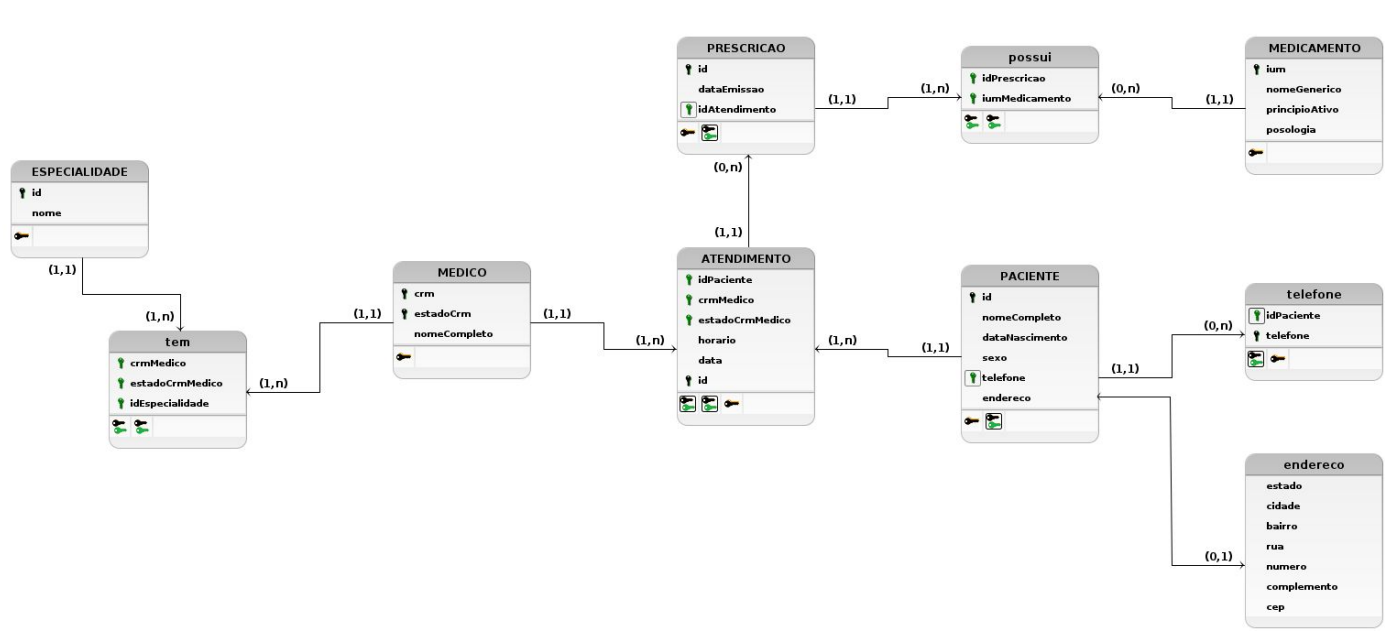 PRESCRICAO
id
dataEmissao
idAtendimento
(1,1)
(1,n)
possui
idPrescricao
iumMedicamento
(0,n)
(1,1)
MEDICAMENTO
ium
nomeGenerico
principioAtivo
posologia
ESPECIALIDADE
id
nome
(1,1)
(1,n)
tem
crmMedico
estadoCrmMedico
idEspecialidade
(1,n)
(1,1)
MEDICO
crm
estadoCrm
nomeCompleto
(1,1)
(1,n)
(0,n)
(1,1)
ATENDIMENTO
idPaciente
crmMedico
estadoCrmMedico
horario
data
id
(1,n)
(1,1)
PACIENTE
id
nomeCompleto
dataNascimento
sexo
telefone
endereco
(1,1)
(0,n)
telefone
idPaciente
telefone
(0,1)
endereco
estado
cidade
bairro
rua
numero
complemento
cep